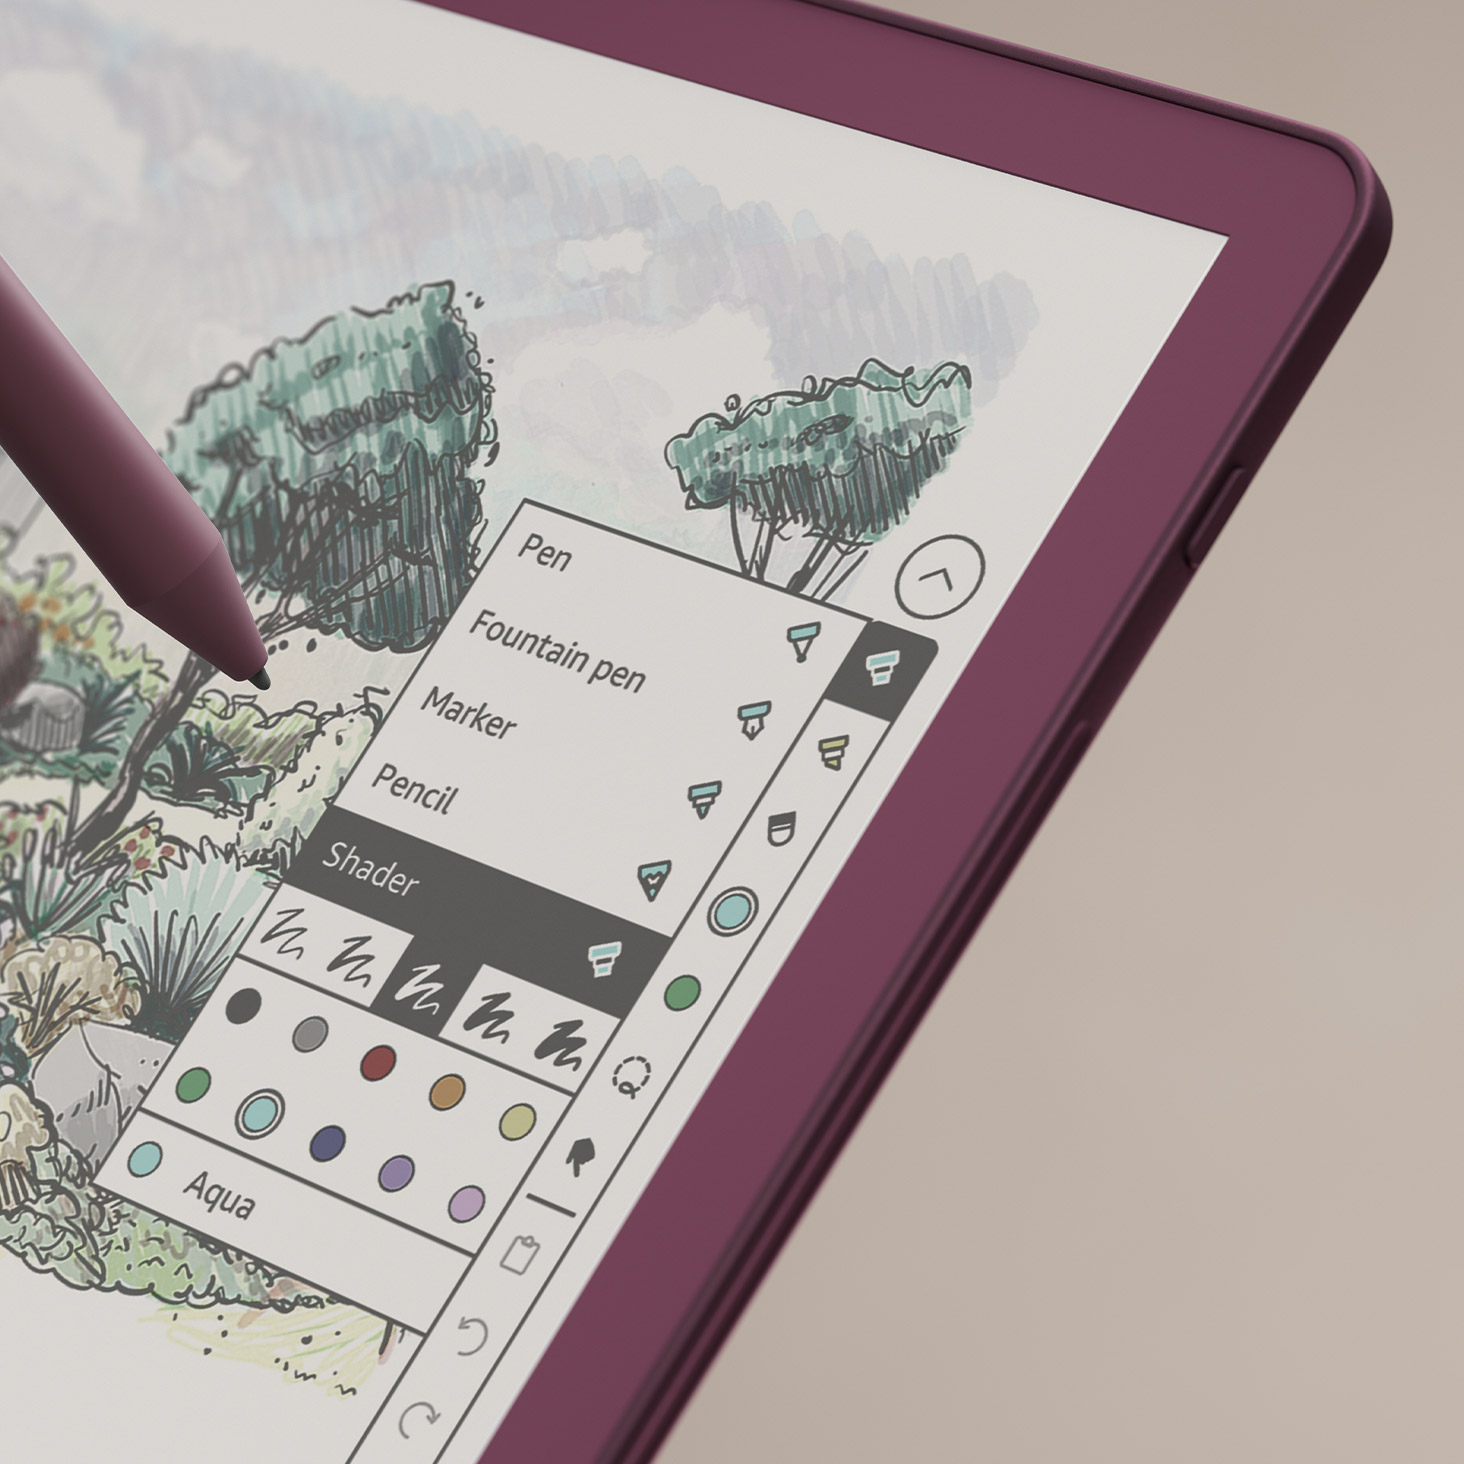 Pen
Fountain pen
Marker
Pencil
Shader
Aqua